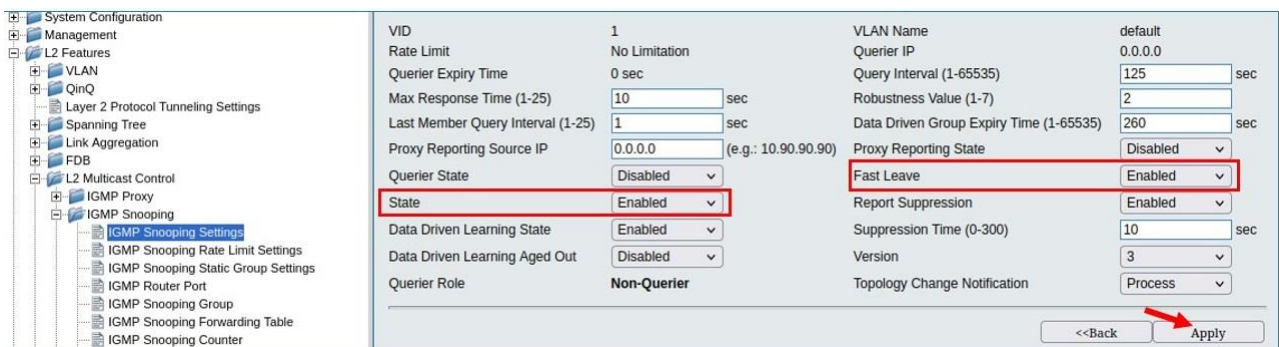 System Configuration
Management
L2 Features
VLAN
QinQ
Layer 2 Protocol Tunneling Settings
Spanning Tree
Link Aggregation
FDB
L2 Multicast Control
IGMP Proxy
IGMP Snooping
IGMP Snooping Settings
IGMP Snooping Rate Limit Settings
IGMP Snooping Static Group Settings
IGMP Router Port
IGMP Snooping Group
IGMP Snooping Forwarding Table
IGMP Snooping Counter
VID 1 VLAN Name default
Rate Limit No Limitation Querier IP 0.0.0.0
Querier Expiry Time 0 sec Query Interval (1-65535) 125 sec
Max Response Time (1-25) 10 sec Robustness Value (1-7) 2
Last Member Query Interval (1-25) 1 sec Data Driven Group Expiry Time (1-65535) 260 sec
Proxy Reporting Source IP 0.0.0.0 (e.g.: 10.90.90.90) Proxy Reporting State Disabled
Querier State Disabled Fast Leave Enabled
State Enabled Report Suppression Enabled
Data Driven Learning State Enabled Suppression Time (0-300) 10 sec
Data Driven Learning Aged Out Disabled Version 3
Querier Role Non-Querier Topology Change Notification Process
<<Back Apply